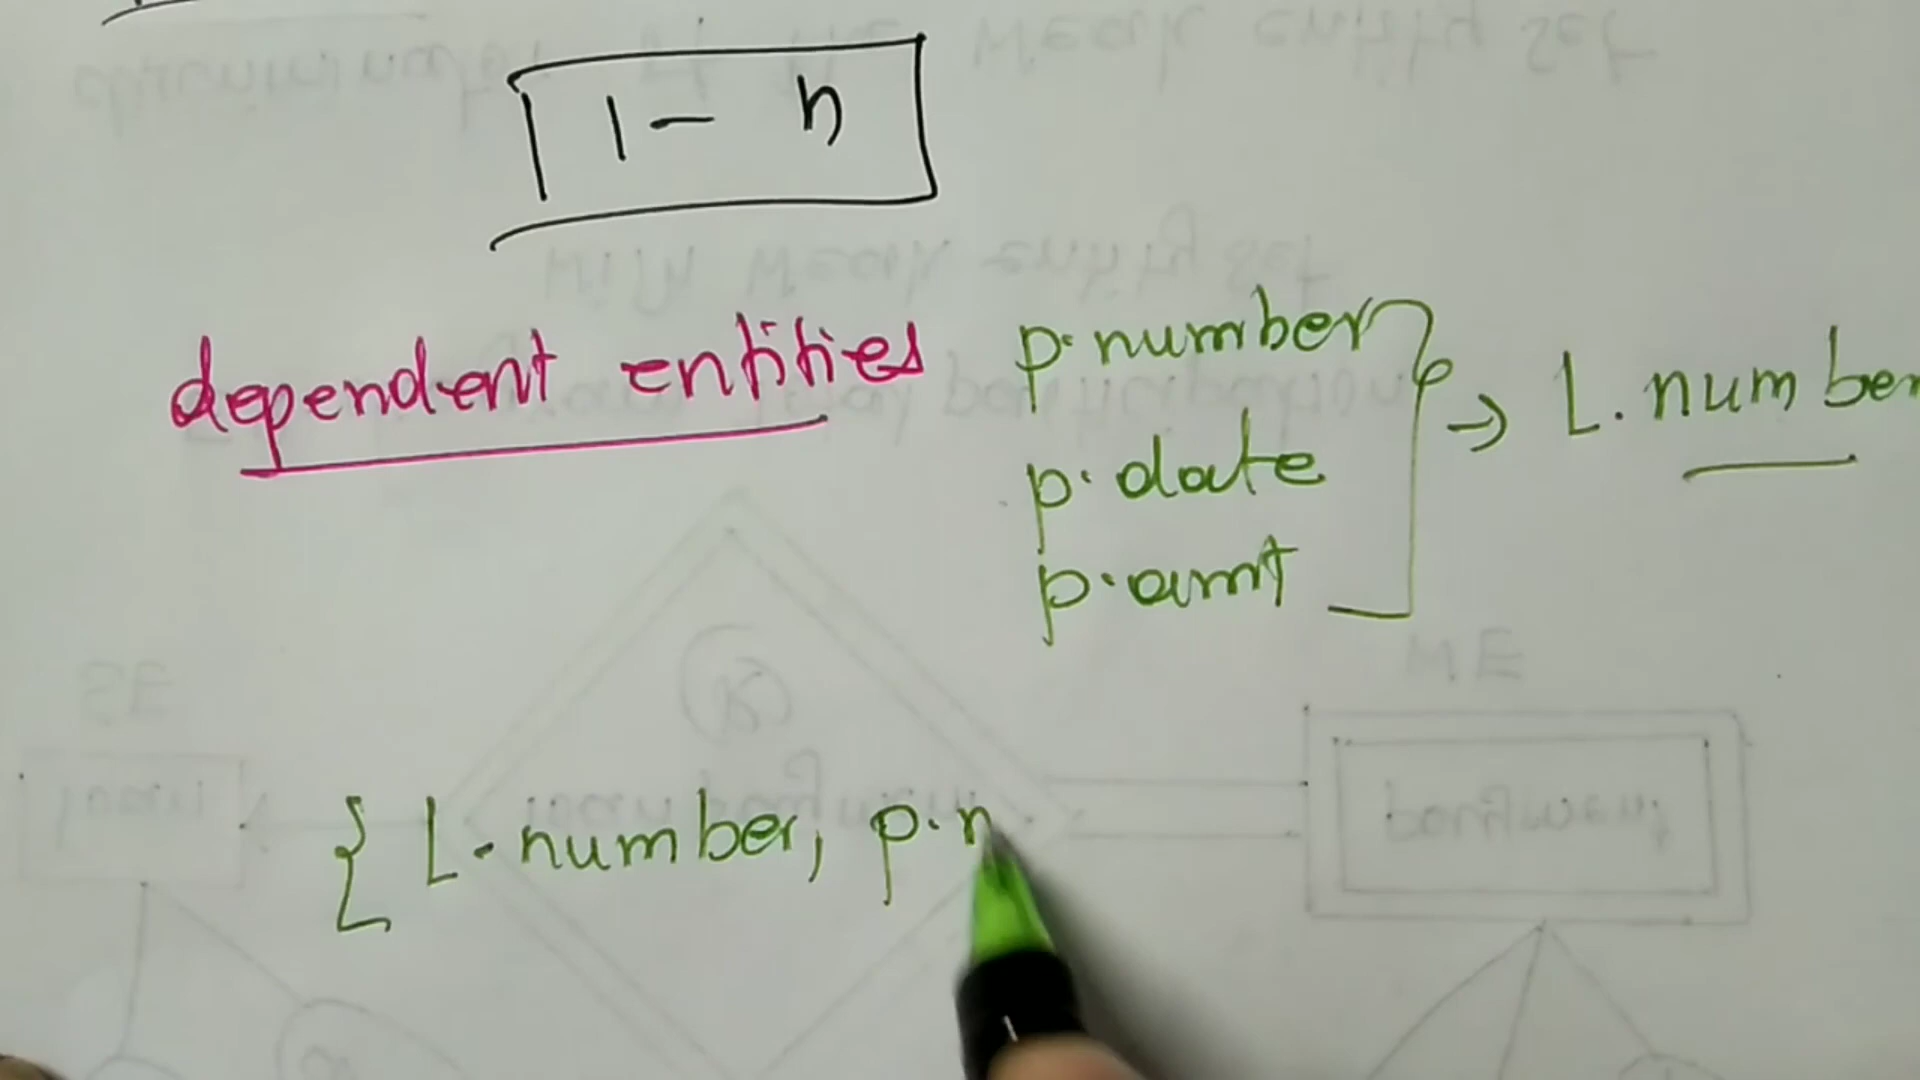 1 - n
dependent entities
p.number
p.date
p.amt
→ L.number
{ L.number, p.n